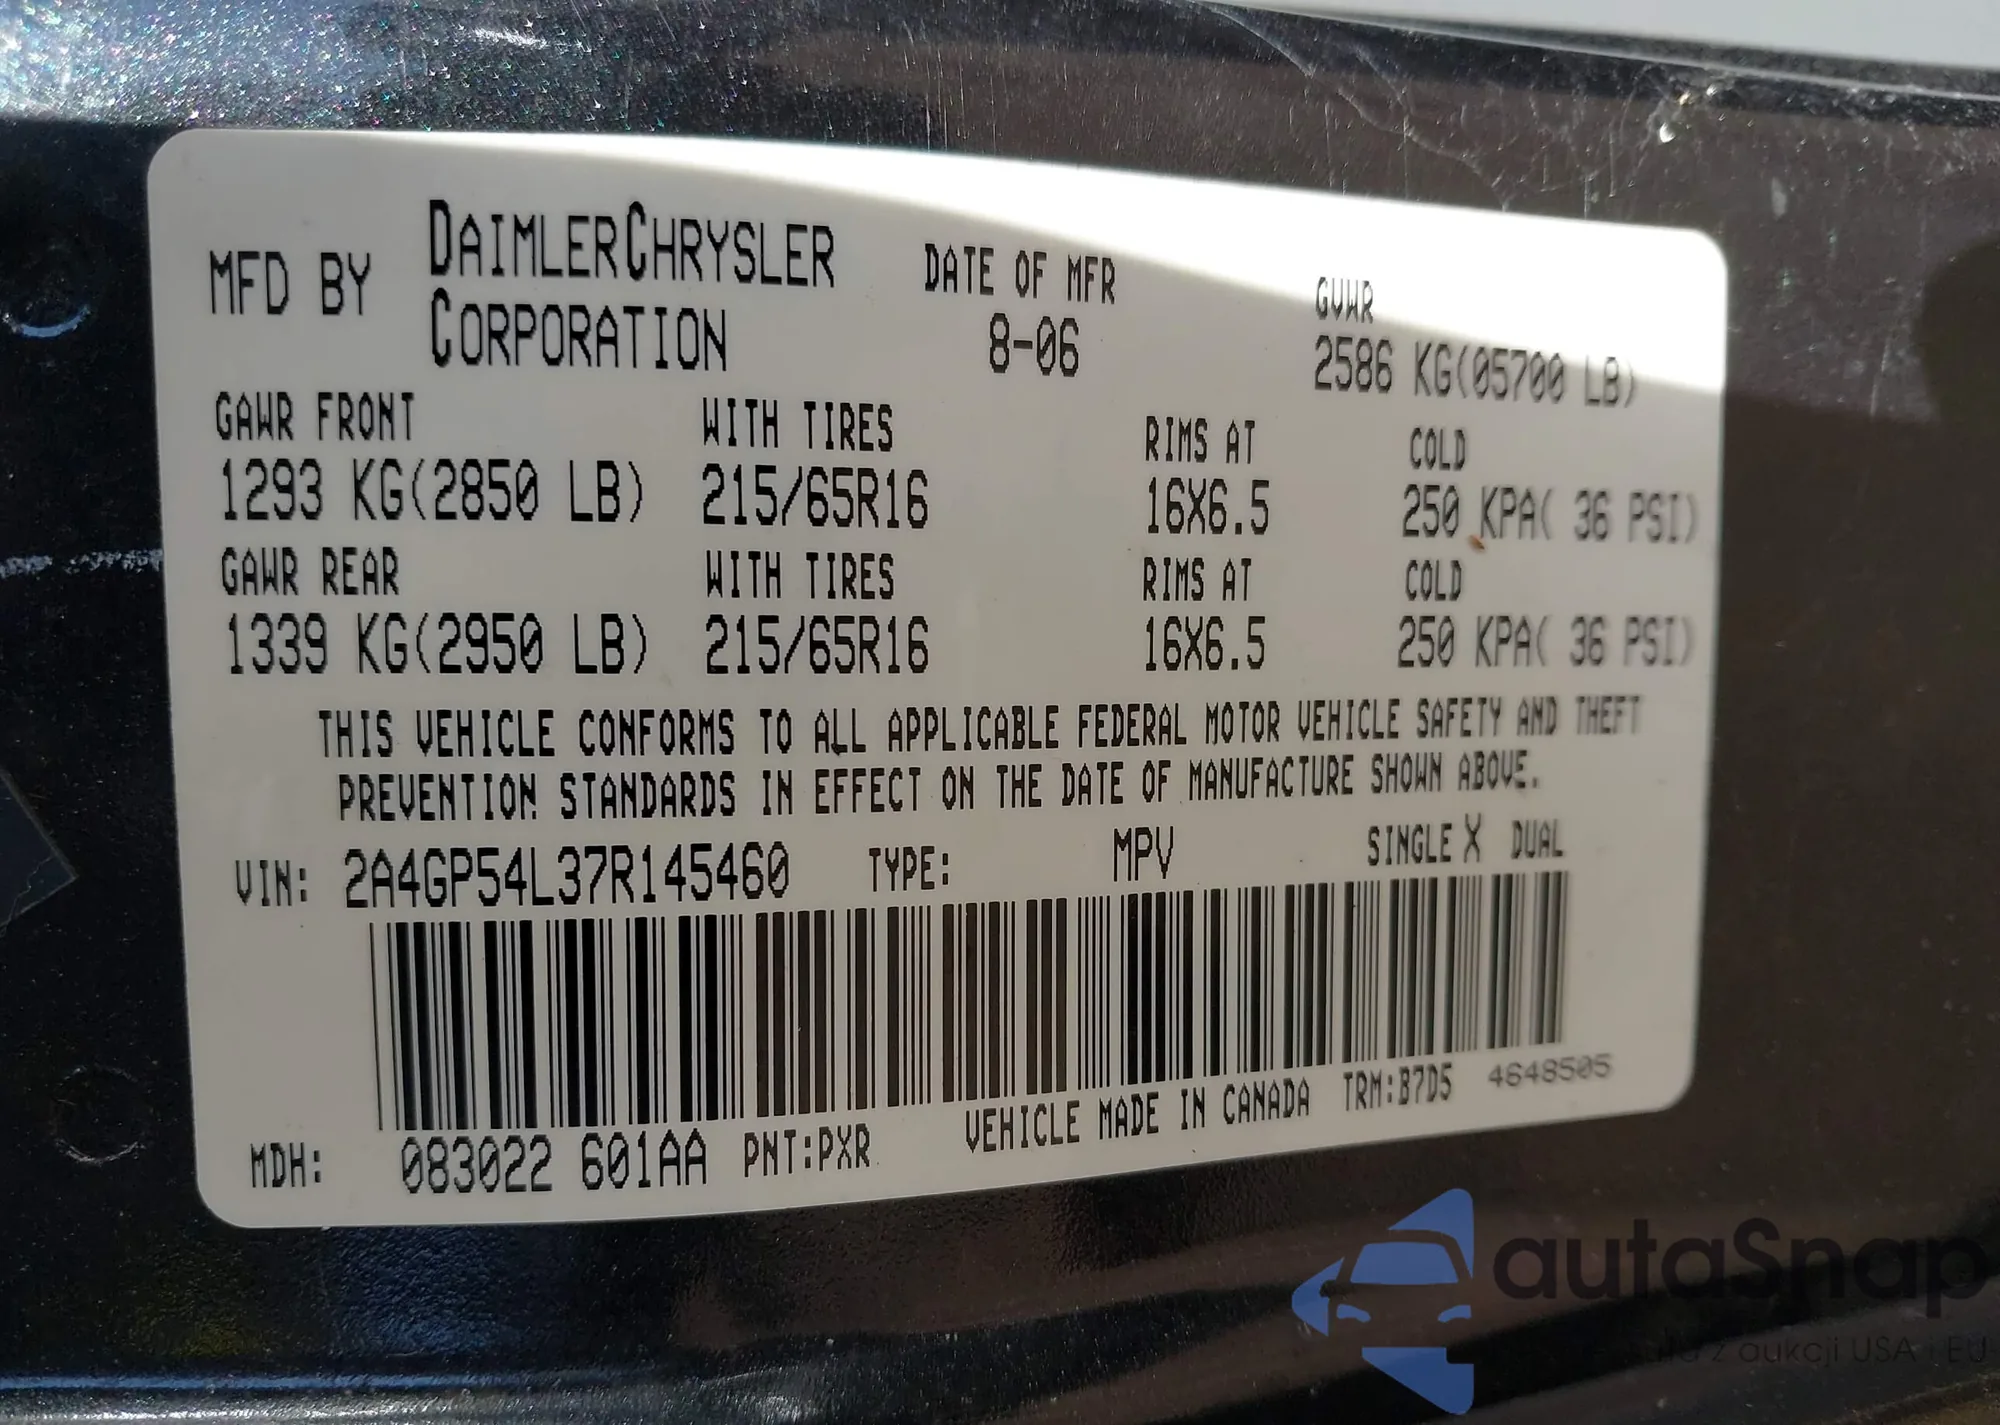 MFD BY DAIMLERCHRYSLER CORPORATION
DATE OF MFR
8-06
GVWR
2586 KG(05700 LB)
GAWR FRONT WITH TIRES RIMS AT COLD
1293 KG(2850 LB) 215/65R16 16X6.5 250 KPA( 36 PSI)
GAWR REAR WITH TIRES RIMS AT COLD
1339 KG(2950 LB) 215/65R16 16X6.5 250 KPA( 36 PSI)
THIS VEHICLE CONFORMS TO ALL APPLICABLE FEDERAL MOTOR VEHICLE SAFETY AND THEFT
PREVENTION STANDARDS IN EFFECT ON THE DATE OF MANUFACTURE SHOWN ABOVE.
VIN: 2A4GP54L37R145460 TYPE: MPV SINGLE X DUAL
MDH: 083022 601AA PNT:PXR VEHICLE MADE IN CANADA TRM:B7D5 4648505
autaSnap
z aukcji USA i EU